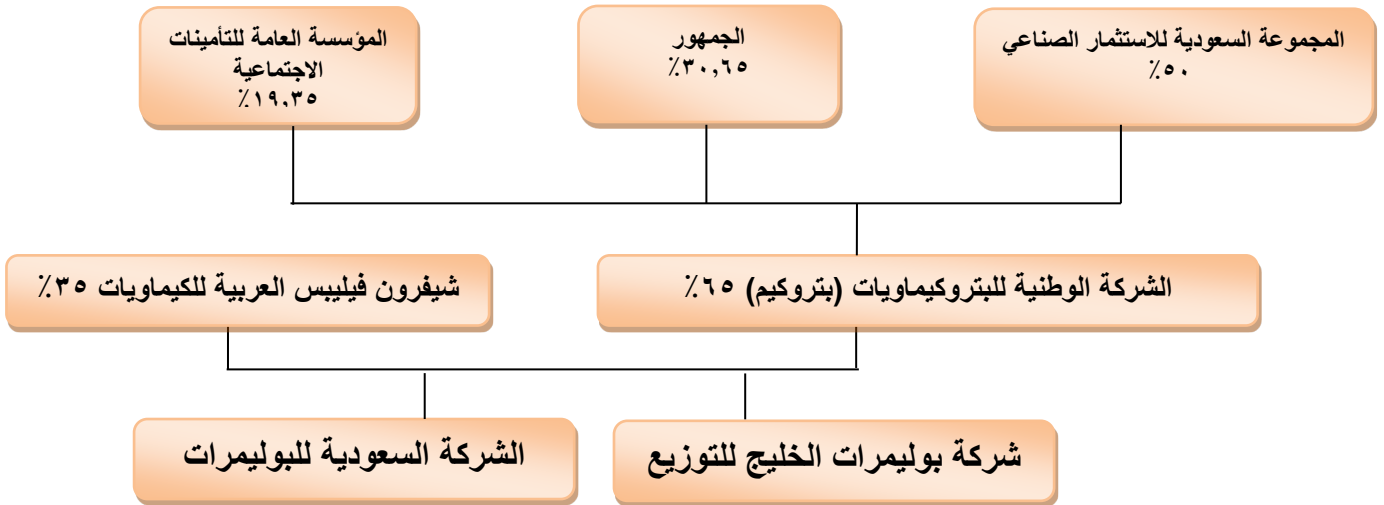 المجموعة السعودية للاستثمار الصناعي
٥٠٪
الجمهور
٣٠,٦٥٪
المؤسسة العامة للتأمينات
الاجتماعية
١٩,٣٥٪
الشركة الوطنية للبتروكيماويات (بتروكيم) ٦٥٪
شيفرون فيليبس العربية للكيماويات ٣٥٪
شركة بوليمرات الخليج للتوزيع
الشركة السعودية للبوليمرات